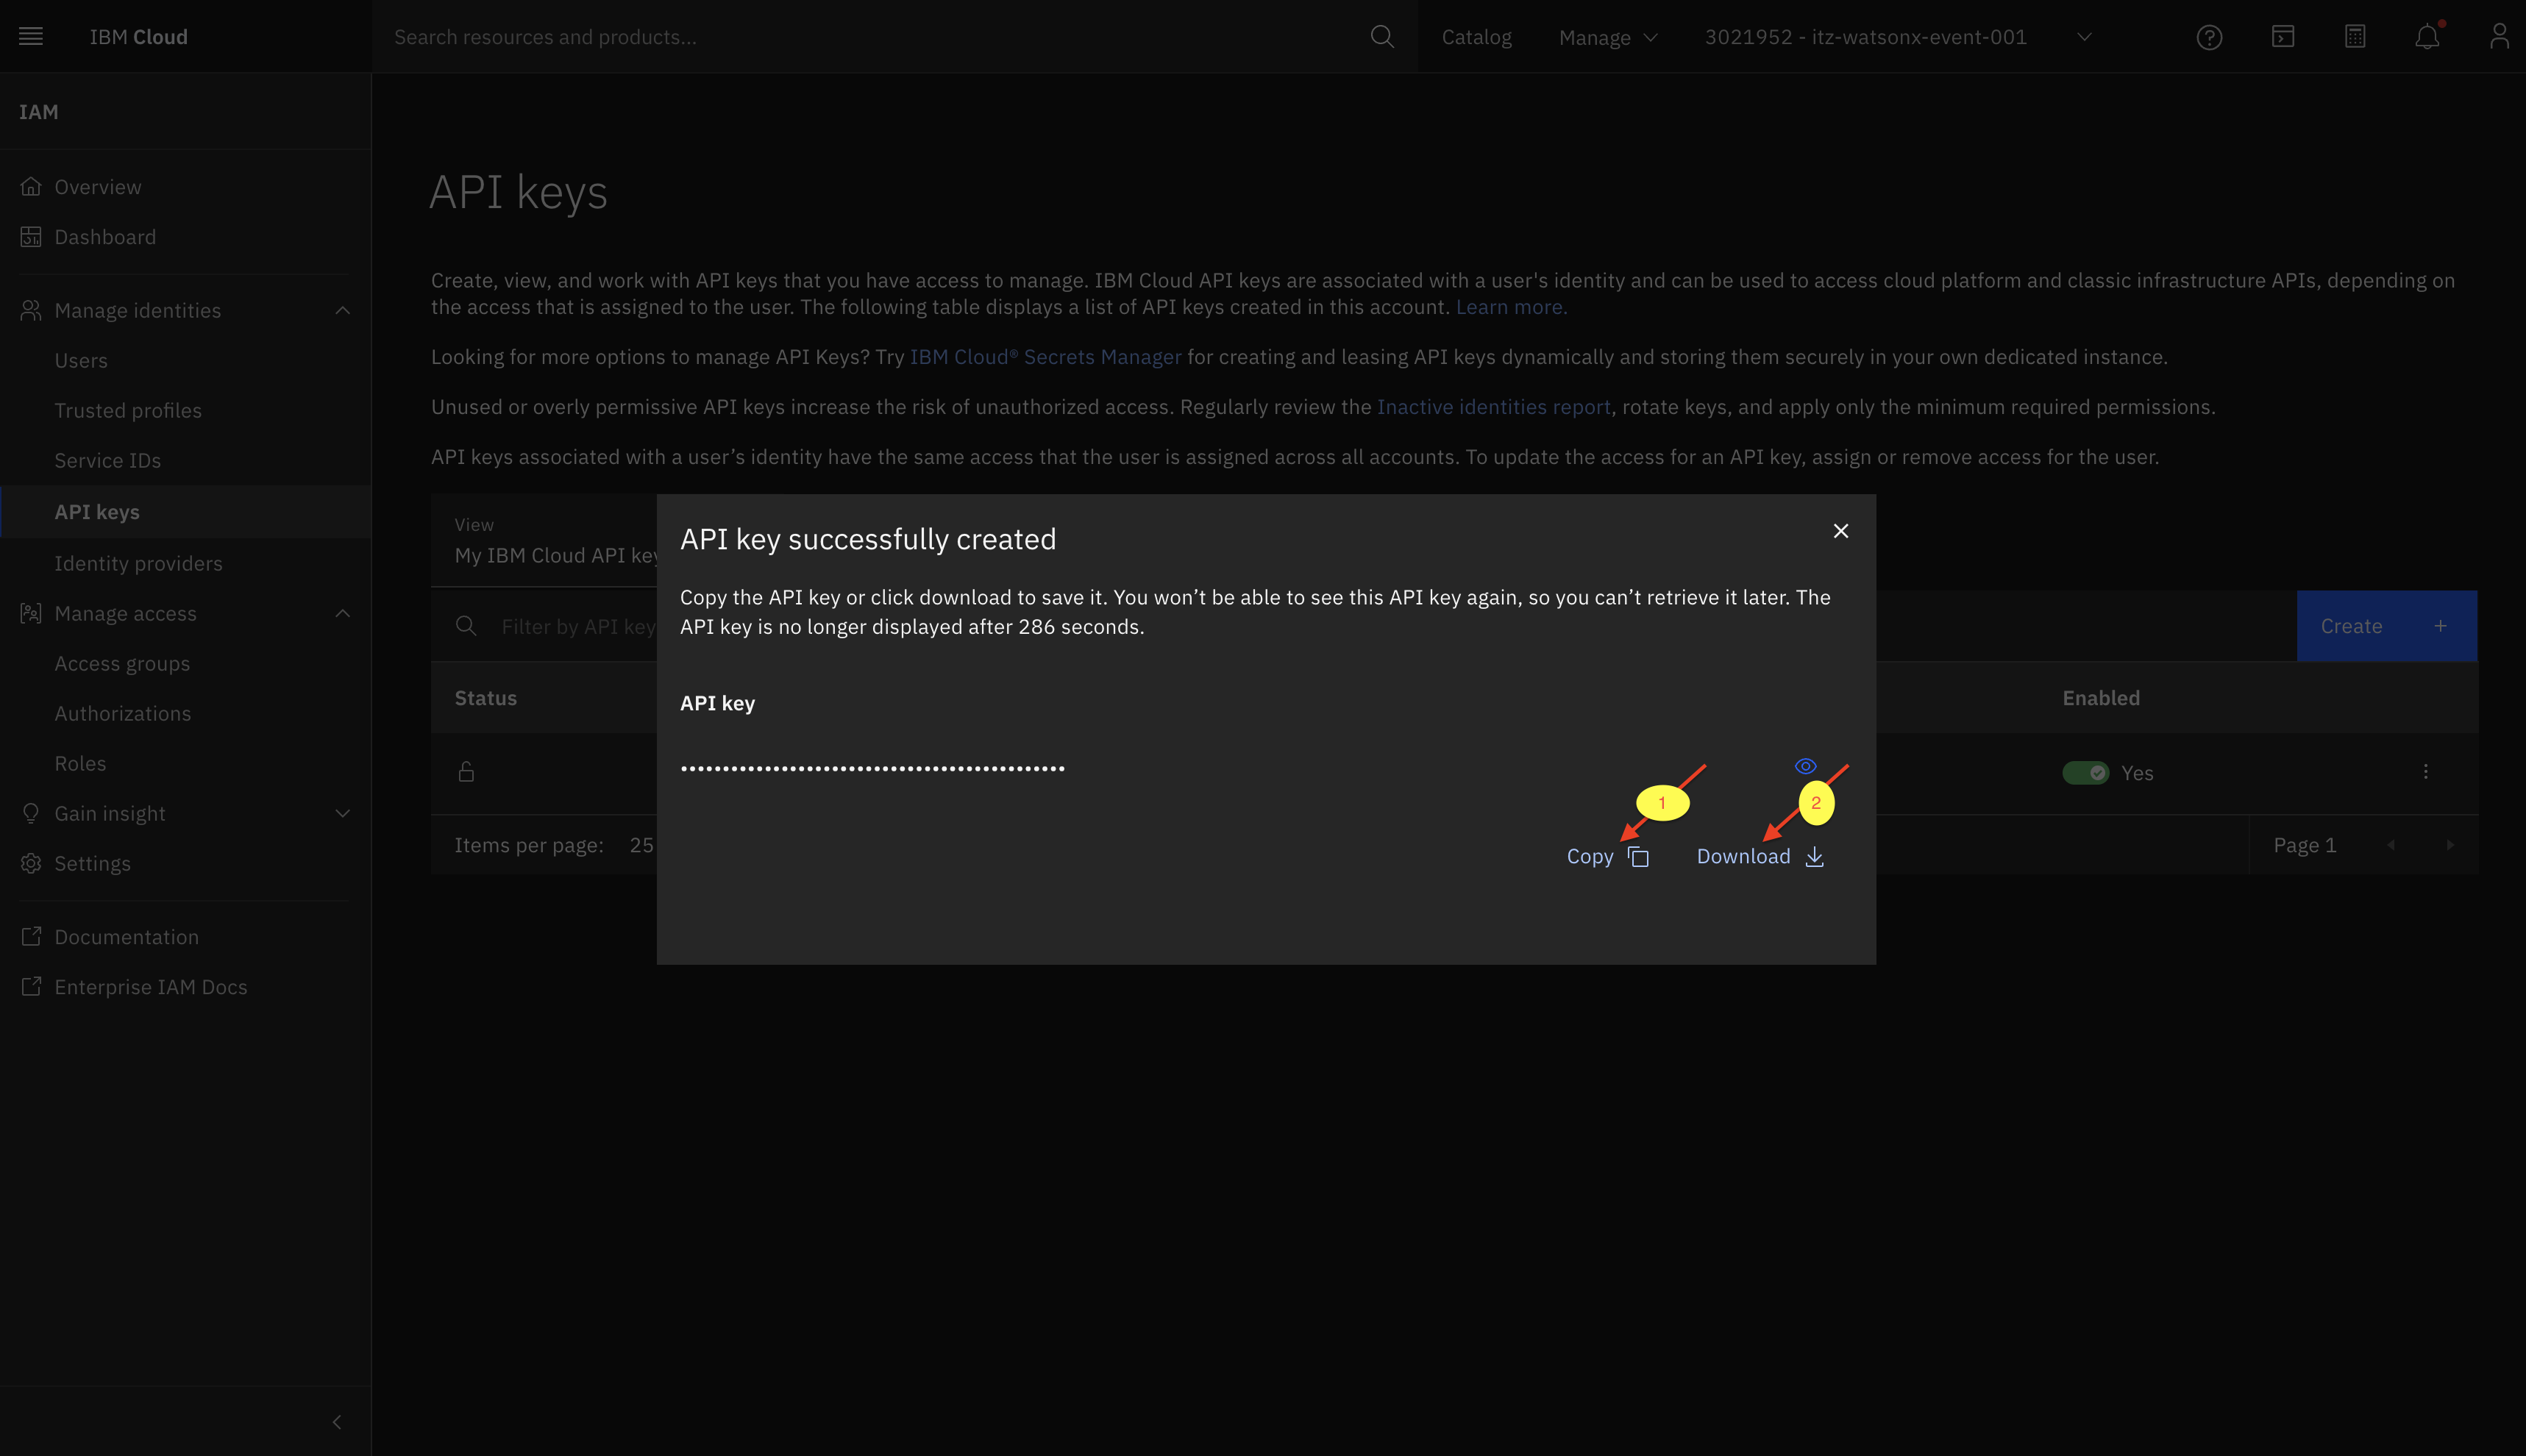 IBM Cloud
Search resources and products...
Catalog
Manage
3021952 - itz-watsonx-event-001
IAM
Overview
Dashboard
Manage identities
Users
Trusted profiles
Service IDs
API keys
Identity providers
Manage access
Access groups
Authorizations
Roles
Gain insight
Settings
Documentation
Enterprise IAM Docs
API keys
Create, view, and work with API keys that you have access to manage. IBM Cloud API keys are associated with a user's identity and can be used to access cloud platform and classic infrastructure APIs, depending on
the access that is assigned to the user. The following table displays a list of API keys created in this account. Learn more.
Looking for more options to manage API Keys? Try IBM Cloud® Secrets Manager for creating and leasing API keys dynamically and storing them securely in your own dedicated instance.
Unused or overly permissive API keys increase the risk of unauthorized access. Regularly review the Inactive identities report, rotate keys, and apply only the minimum required permissions.
API keys associated with a user’s identity have the same access that the user is assigned across all accounts. To update the access for an API key, assign or remove access for the user.
View
My IBM Cloud API key
Filter by API key
Create +
Status
Enabled
Yes
Items per page: 25
Page 1
API key successfully created
Copy the API key or click download to save it. You won’t be able to see this API key again, so you can’t retrieve it later. The
API key is no longer displayed after 286 seconds.
API key
1
2
Copy
Download